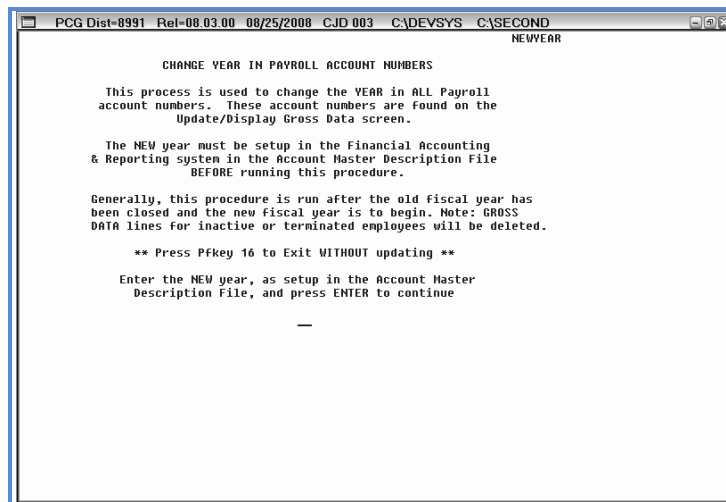 PCG Dist=8991 Rel=08.03.00 08/25/2008 CJD 003 C:\DEVSYS C:\SECOND
NEWYEAR
CHANGE YEAR IN PAYROLL ACCOUNT NUMBERS
This process is used to change the YEAR in ALL Payroll
account numbers. These account numbers are found on the
Update/Display Gross Data screen.
The NEW year must be setup in the Financial Accounting
& Reporting system in the Account Master Description File
BEFORE running this procedure.
Generally, this procedure is run after the old fiscal year has
been closed and the new fiscal year is to begin. Note: GROSS
DATA lines for inactive or terminated employees will be deleted.
** Press Pfkey 16 to Exit WITHOUT updating **
Enter the NEW year, as setup in the Account Master
Description File, and press ENTER to continue